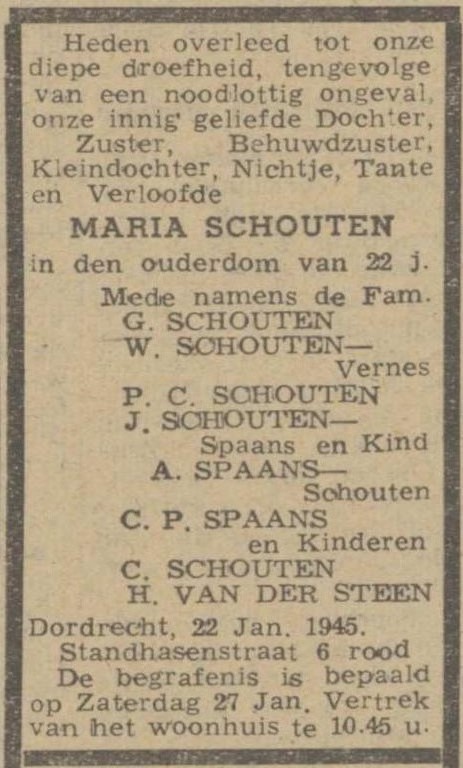 Heden overleed tot onze
diepe droefheid, tengevolge
van een noodlottig ongeval,
onze innig geliefde Dochter,
Zuster, Behuwdzuster,
Kleindochter, Nichtje, Tante
en Verloofde
MARIA SCHOUTEN
in den ouderdom van 22 j.
Mede namens de Fam.
G. SCHOUTEN
W. SCHOUTEN—
Vernes
P. C. SCHOUTEN
J. SCHOUTEN—
Spaans en Kind
A. SPAANS—
Schouten
C. P. SPAANS
en Kinderen
C. SCHOUTEN
H. VAN DER STEEN
Dordrecht, 22 Jan. 1945.
Standhasenstraat 6 rood
De begrafenis is bepaald
op Zaterdag 27 Jan. Vertrek
van het woonhuis te 10.45 u.